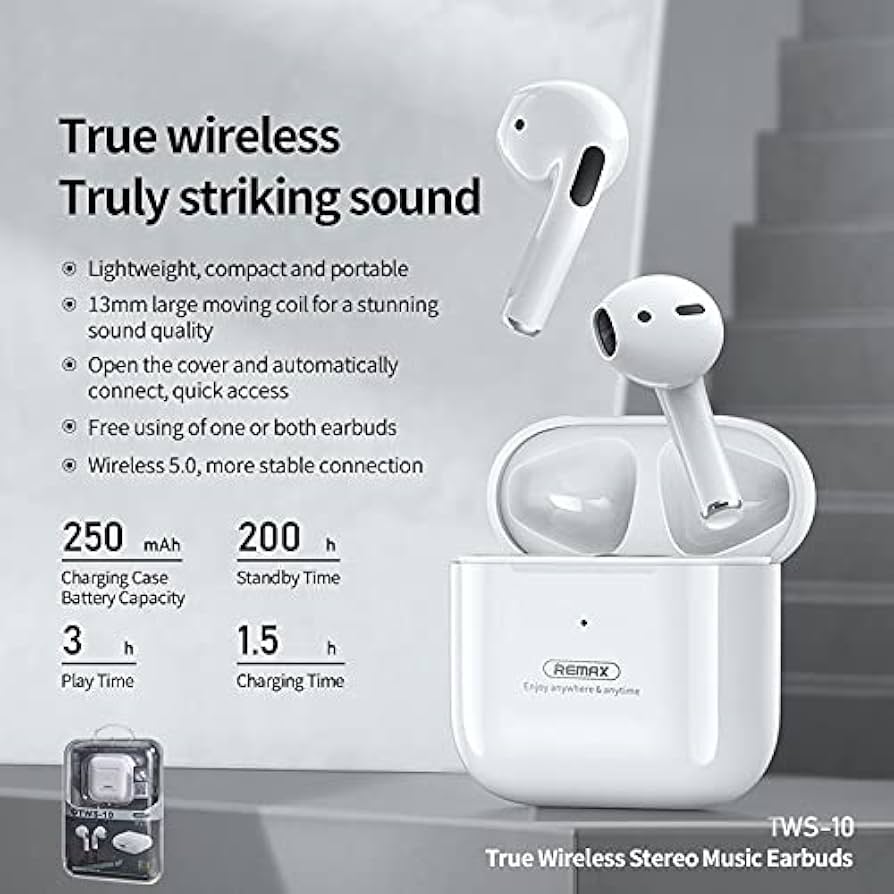 True wireless
Truly striking sound
Lightweight, compact and portable
13mm large moving coil for a stunning
sound quality
Open the cover and automatically
connect, quick access
Free using of one or both earbuds
Wireless 5.0, more stable connection
250 mAh
Charging Case
Battery Capacity
200 h
Standby Time
3 h
Play Time
1.5 h
Charging Time
REMAX
Enjoy anywhere & anytime
TWS-10
TWS-10
True Wireless Stereo Music Earbuds